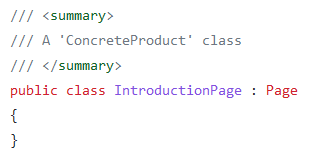 /// <summary>
/// A 'ConcreteProduct' class
/// </summary>
public class IntroductionPage : Page
{
}